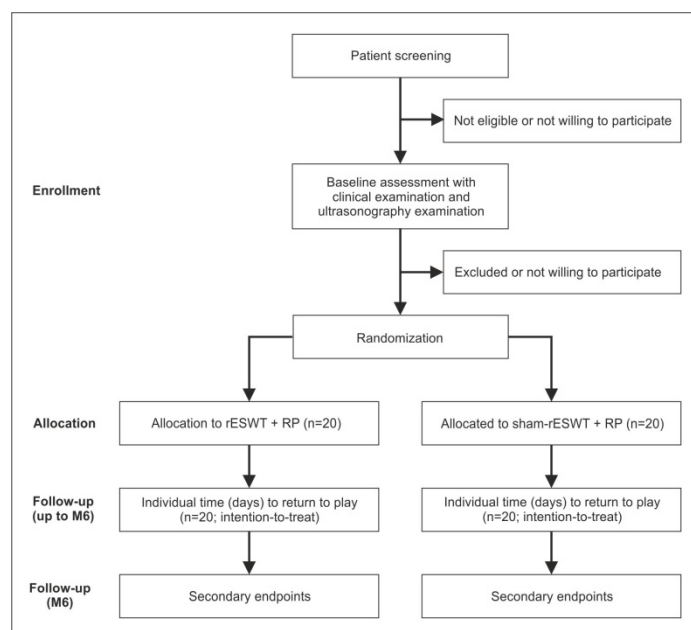 Patient screening
Not eligible or not willing to participate
Enrollment
Baseline assessment with
clinical examination and
ultrasonography examination
Excluded or not willing to participate
Randomization
Allocation
Allocation to rESWT + RP (n=20)
Allocated to sham-rESWT + RP (n=20)
Follow-up
(up to M6)
Individual time (days) to return to play
(n=20; intention-to-treat)
Individual time (days) to return to play
(n=20; intention-to-treat)
Follow-up
(M6)
Secondary endpoints
Secondary endpoints